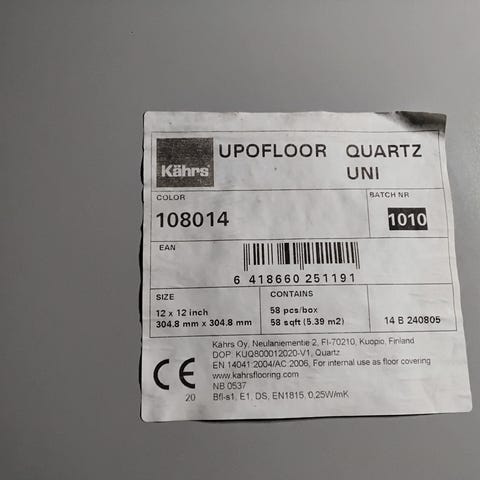 Kährs
UPOFLOOR QUARTZ
UNI
COLOR
108014
BATCH NR
1010
EAN
6 418660 251191
SIZE
12 x 12 inch
304.8 mm x 304.8 mm
CONTAINS
58 pcs/box
58 sqft (5.39 m2)
14 B 240805
Kährs Oy, Neulaniementie 2, FI-70210, Kuopio, Finland
DOP: KUQ800012020-V1, Quartz
EN 14041:2004/AC:2006, For internal use as floor covering
www.kahrsflooring.com
NB 0537
Bfl-s1, E1, DS, EN1815, 0.25W/mK
CE
20